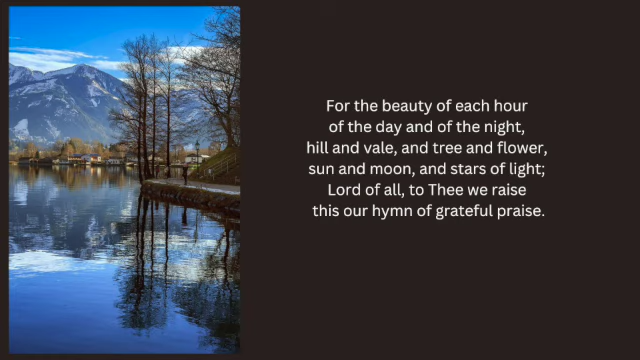 For the beauty of each hour
of the day and of the night,
hill and vale, and tree and flower,
sun and moon, and stars of light;
Lord of all, to Thee we raise
this our hymn of grateful praise.